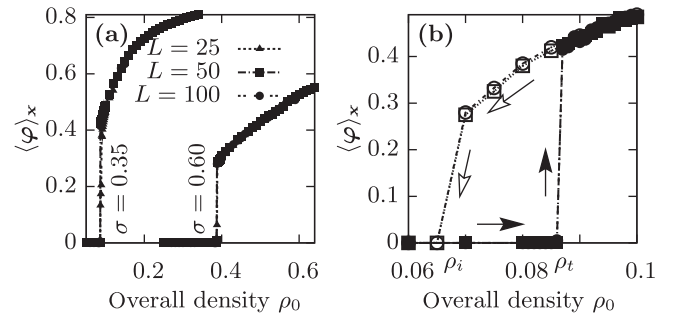 (a)
L = 25
L = 50
L = 100
σ = 0.35
σ = 0.60
⟨φ⟩ₓ
0.8
0.6
0.4
0.2
0
0.2
0.4
0.6
Overall density ρ₀
(b)
⟨φ⟩ₓ
0.4
0.3
0.2
0.1
0
0.06
ρᵢ
0.08
ρₜ
0.1
Overall density ρ₀